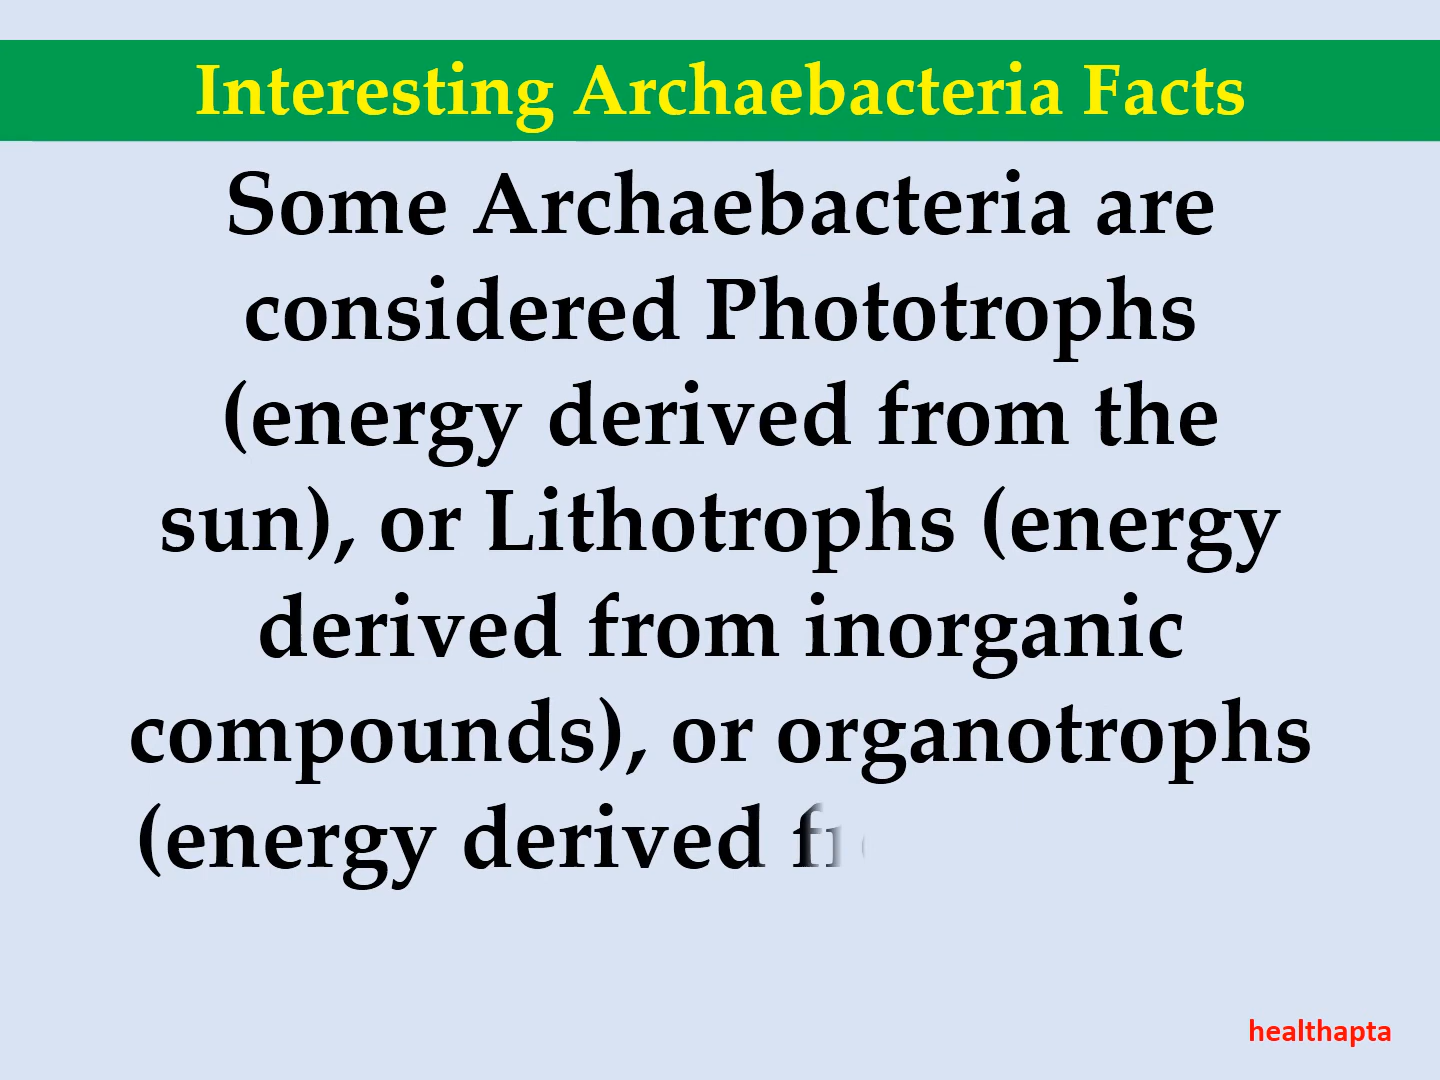 Interesting Archaebacteria Facts
Some Archaebacteria are
considered Phototrophs
(energy derived from the
sun), or Lithotrophs (energy
derived from inorganic
compounds), or organotrophs
(energy derived
healthapta